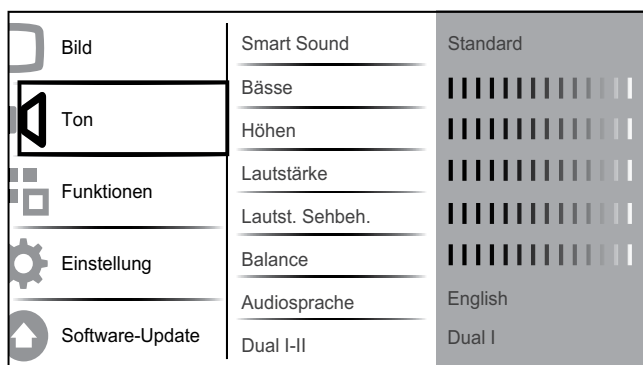 Bild
Ton
Funktionen
Einstellung
Software-Update
Smart Sound
Bässe
Höhen
Lautstärke
Lautst. Sehbeh.
Balance
Audiosprache
Dual I-II
Standard
English
Dual I